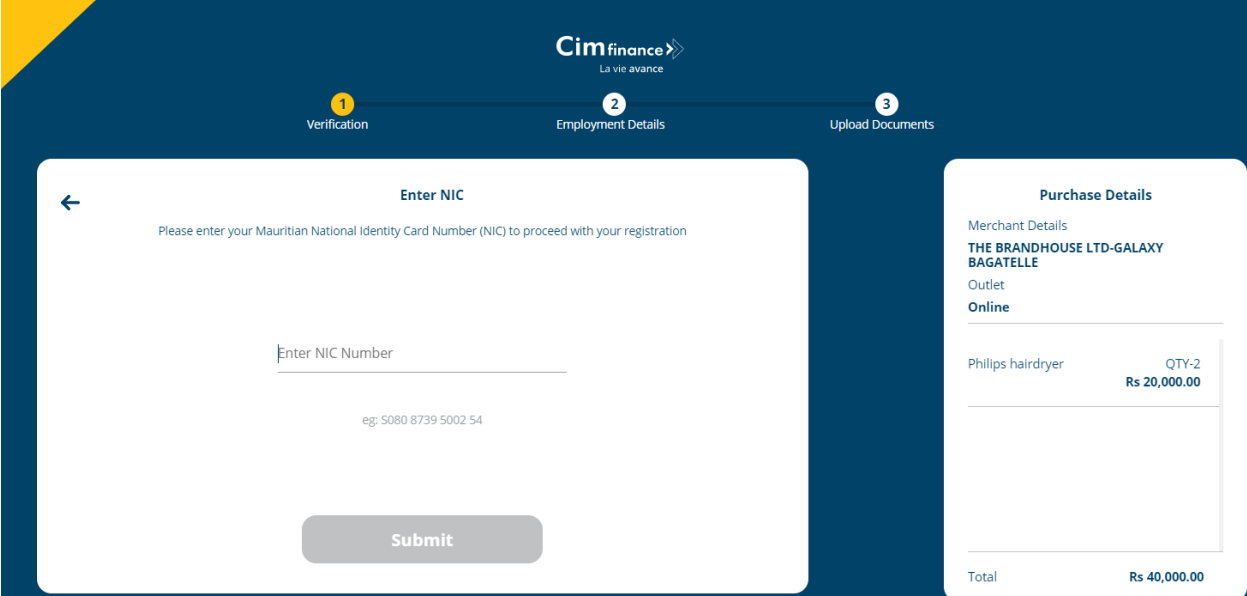 Cim finance
La vie avance
1 2 3
Verification Employment Details Upload Documents
Enter NIC
Please enter your Mauritian National Identity Card Number (NIC) to proceed with your registration
Enter NIC Number
eg: S080 8739 5002 54
Submit
Purchase Details
Merchant Details
THE BRANDHOUSE LTD-GALAXY
BAGATELLE
Outlet
Online
Philips hairdryer QTY-2
Rs 20,000.00
Total Rs 40,000.00